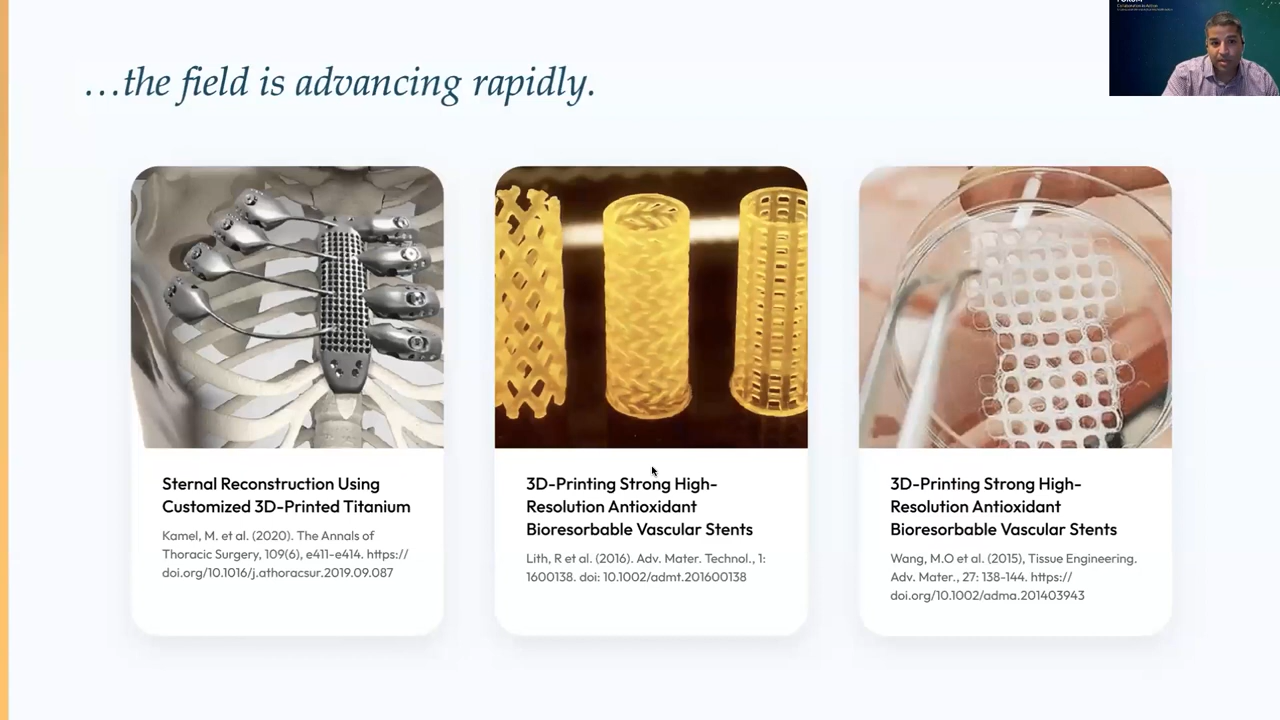 …the field is advancing rapidly.
Sternal Reconstruction Using
Customized 3D-Printed Titanium
Kamel, M. et al. (2020). The Annals of
Thoracic Surgery, 109(6), e411-e414. https://
doi.org/10.1016/j.athoracsur.2019.09.087
3D-Printing Strong High-
Resolution Antioxidant
Bioresorbable Vascular Stents
Lith, R et al. (2016). Adv. Mater. Technol., 1:
1600138. doi: 10.1002/admt.201600138
3D-Printing Strong High-
Resolution Antioxidant
Bioresorbable Vascular Stents
Wang, M.O et al. (2015), Tissue Engineering.
Adv. Mater., 27: 138-144. https://
doi.org/10.1002/adma.201403943